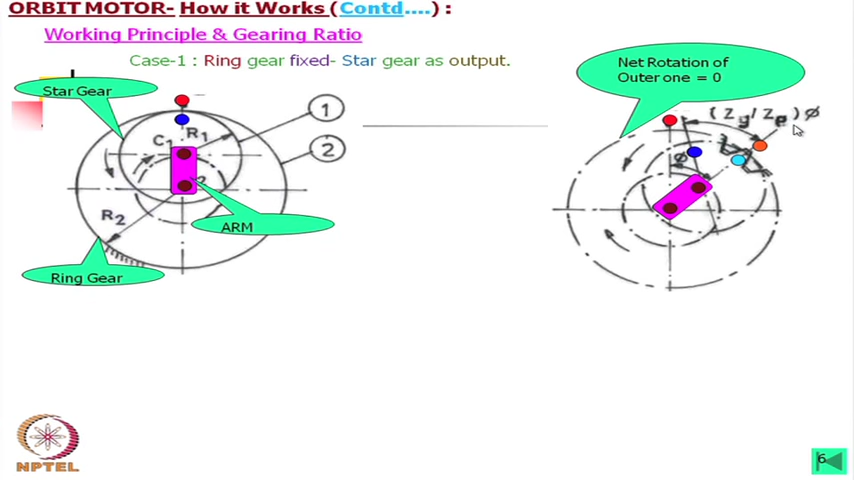 ORBIT MOTOR- How it Works (Contd....) :
Working Principle & Gearing Ratio
Case-1 : Ring gear fixed- Star gear as output.
Star Gear
C1
R1
1
2
R2
ARM
Ring Gear
Net Rotation of
Outer one = 0
(Zy/Ze)ø
ø
NPTEL
6